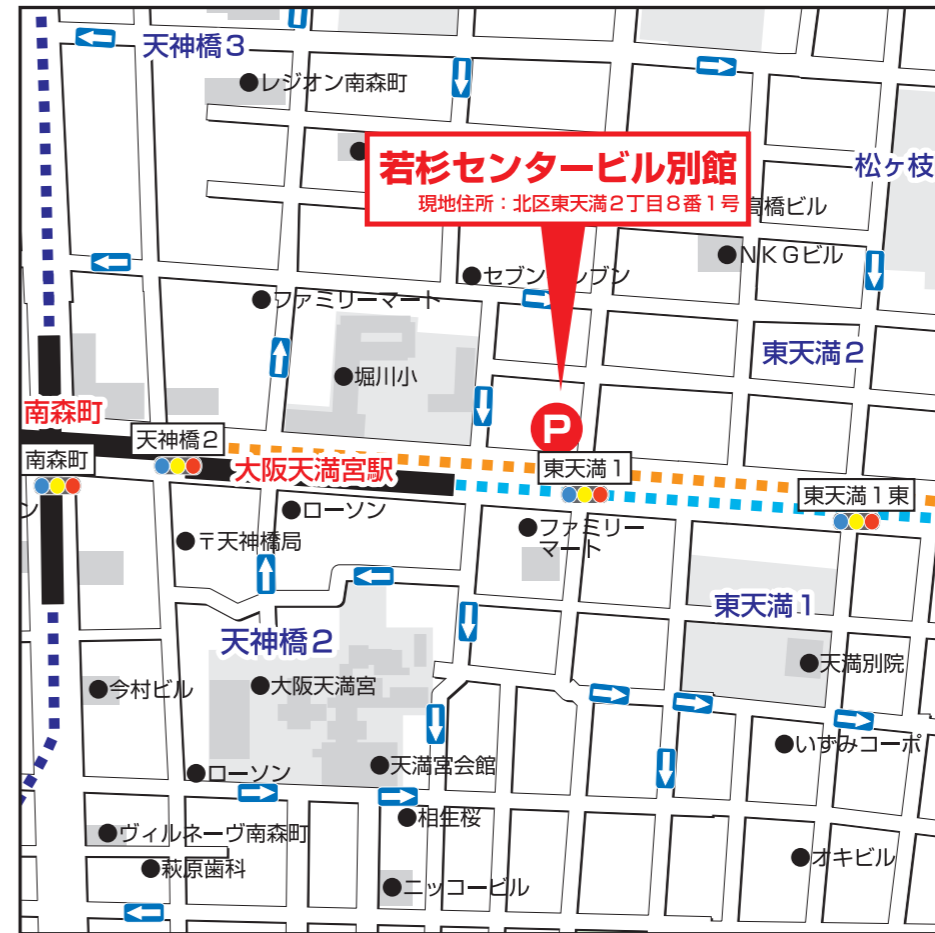 天神橋3
●レジオン南森町
若杉センタービル別館
現地住所：北区東天満2丁目8番1号
松ヶ枝
高橋ビル
●NKGビル
●セブンイレブン
●ファミリーマート
東天満2
●堀川小
南森町
天神橋2
P
南森町
大阪天満宮駅
東天満1
東天満1東
ン
●ローソン
●〒天神橋局
●ファミリー
マート
東天満1
天神橋2
●天満別院
●今村ビル
●大阪天満宮
●いずみコーポ
●ローソン
●天満宮会館
●相生桜
●ヴィルネーヴ南森町
●萩原歯科
●オキビル
●ニッコービル